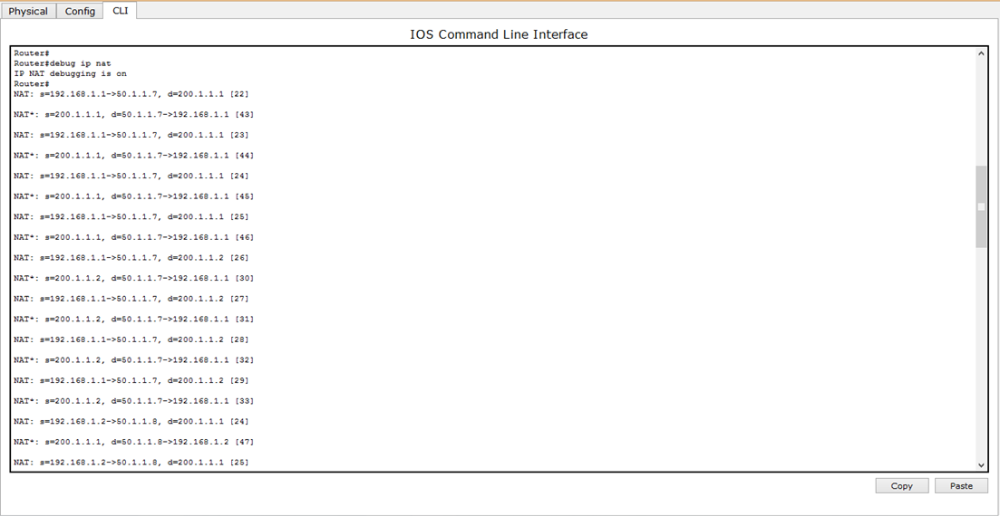 Physical Config CLI
IOS Command Line Interface
Router#
Router#debug ip nat
IP NAT debugging is on
Router#
NAT: s=192.168.1.1->50.1.1.7, d=200.1.1.1 [22]
NAT*: s=200.1.1.1, d=50.1.1.7->192.168.1.1 [43]
NAT: s=192.168.1.1->50.1.1.7, d=200.1.1.1 [23]
NAT*: s=200.1.1.1, d=50.1.1.7->192.168.1.1 [44]
NAT: s=192.168.1.1->50.1.1.7, d=200.1.1.1 [24]
NAT*: s=200.1.1.1, d=50.1.1.7->192.168.1.1 [45]
NAT: s=192.168.1.1->50.1.1.7, d=200.1.1.1 [25]
NAT*: s=200.1.1.1, d=50.1.1.7->192.168.1.1 [46]
NAT: s=192.168.1.1->50.1.1.7, d=200.1.1.2 [26]
NAT*: s=200.1.1.2, d=50.1.1.7->192.168.1.1 [30]
NAT: s=192.168.1.1->50.1.1.7, d=200.1.1.2 [27]
NAT*: s=200.1.1.2, d=50.1.1.7->192.168.1.1 [31]
NAT: s=192.168.1.1->50.1.1.7, d=200.1.1.2 [28]
NAT*: s=200.1.1.2, d=50.1.1.7->192.168.1.1 [32]
NAT: s=192.168.1.1->50.1.1.7, d=200.1.1.2 [29]
NAT*: s=200.1.1.2, d=50.1.1.7->192.168.1.1 [33]
NAT: s=192.168.1.2->50.1.1.8, d=200.1.1.1 [24]
NAT*: s=200.1.1.1, d=50.1.1.8->192.168.1.2 [47]
NAT: s=192.168.1.2->50.1.1.8, d=200.1.1.1 [25]
Copy Paste